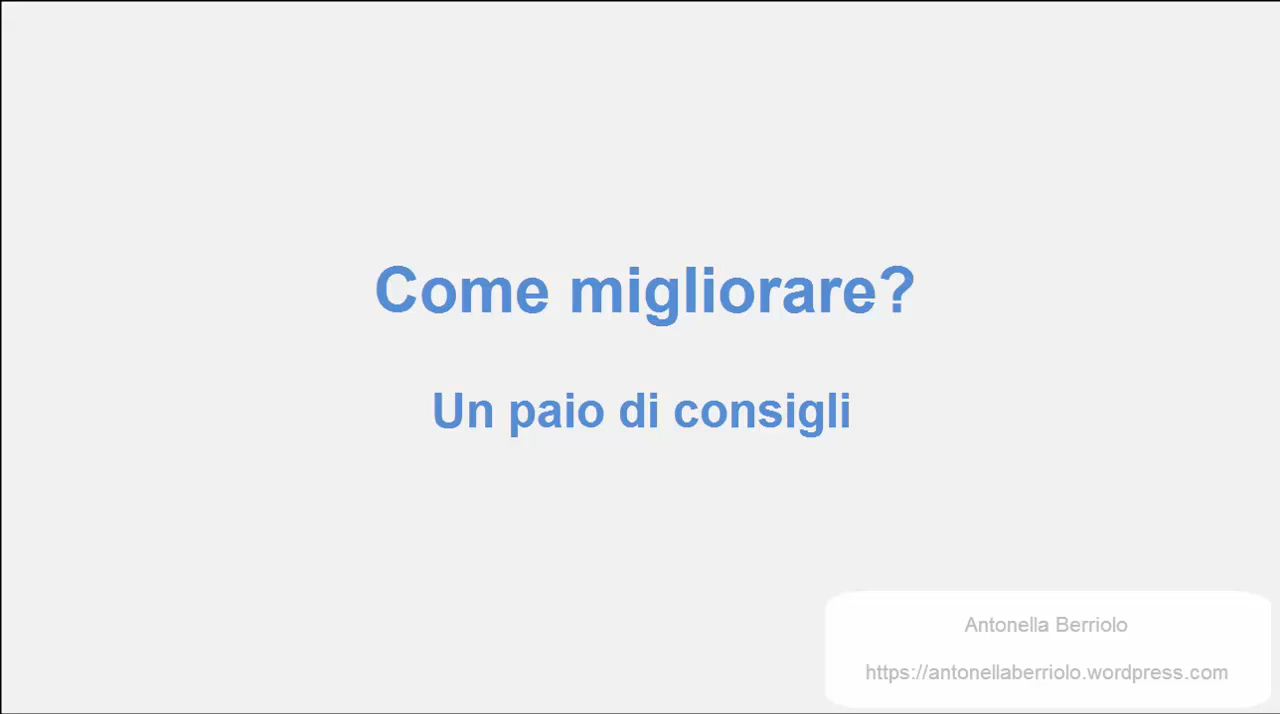 Come migliorare?
Un paio di consigli
Antonella Berriolo
https://antonellaberriolo.wordpress.com